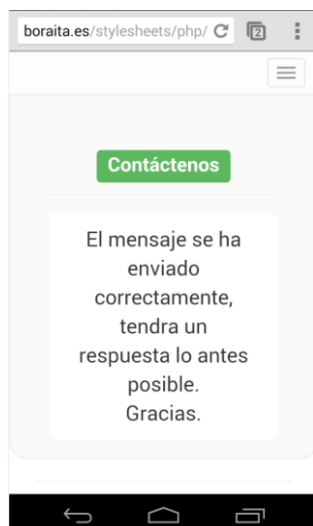 boraita.es/stylesheets/php/
2
Contáctenos
El mensaje se ha
enviado
correctamente,
tendra un
respuesta lo antes
posible.
Gracias.